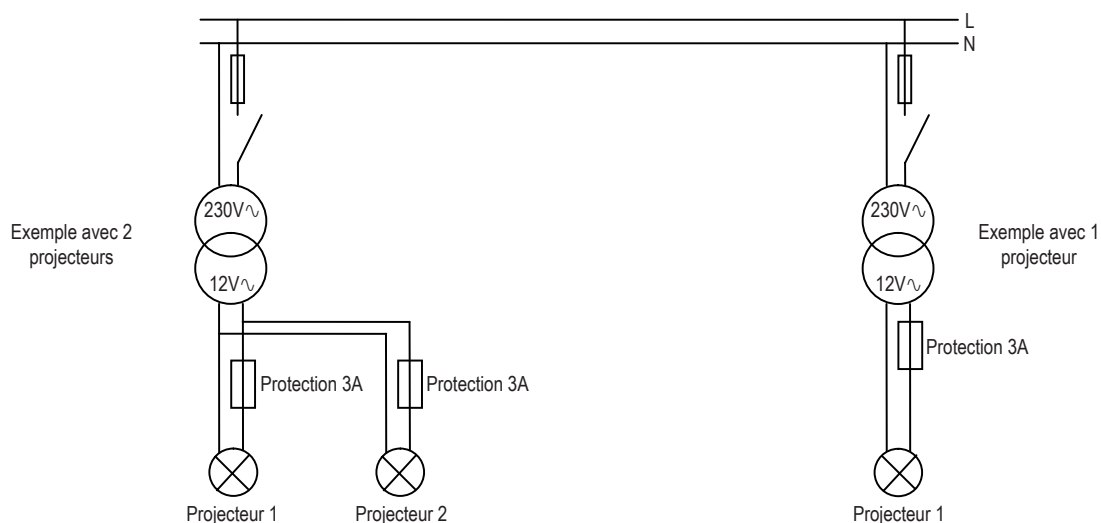 L
N
230V∿
230V∿
Exemple avec 2
projecteurs
Exemple avec 1
projecteur
12V∿
12V∿
Protection 3A
Protection 3A
Protection 3A
Projecteur 1
Projecteur 2
Projecteur 1